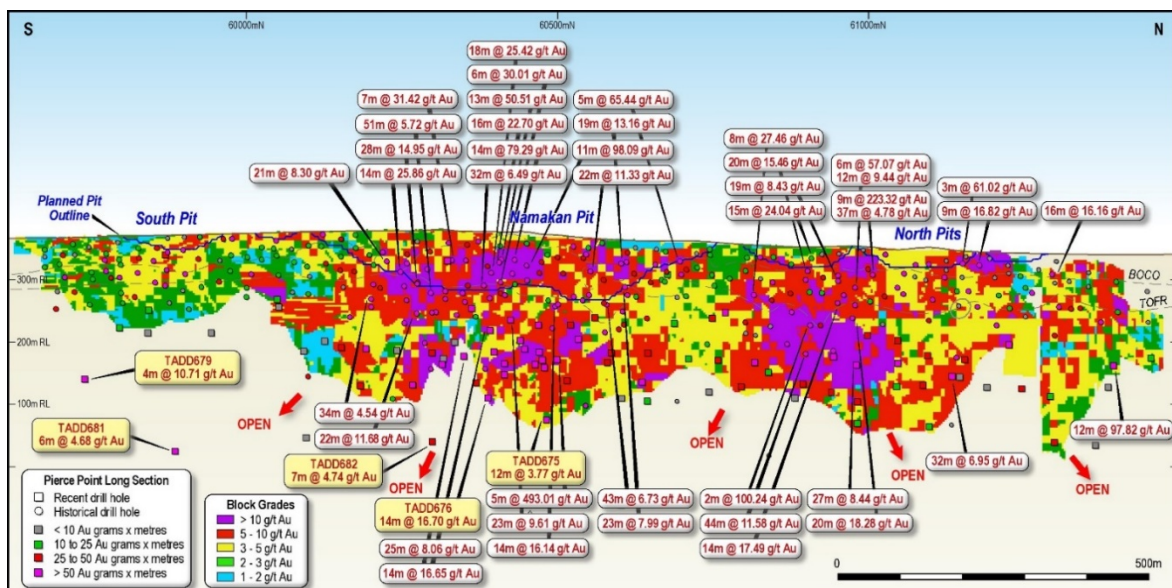 S
60000mN
60500mN
61000mN
N
18m @ 25.42 g/t Au
6m @ 30.01 g/t Au
13m @ 50.51 g/t Au
16m @ 22.70 g/t Au
14m @ 79.29 g/t Au
32m @ 6.49 g/t Au
7m @ 31.42 g/t Au
51m @ 5.72 g/t Au
28m @ 14.95 g/t Au
14m @ 25.86 g/t Au
21m @ 8.30 g/t Au
5m @ 65.44 g/t Au
19m @ 13.16 g/t Au
11m @ 98.09 g/t Au
22m @ 11.33 g/t Au
8m @ 27.46 g/t Au
20m @ 15.46 g/t Au
19m @ 8.43 g/t Au
15m @ 24.04 g/t Au
6m @ 57.07 g/t Au
12m @ 9.44 g/t Au
9m @ 223.32 g/t Au
37m @ 4.78 g/t Au
3m @ 61.02 g/t Au
9m @ 16.82 g/t Au
16m @ 16.16 g/t Au
Planned Pit
Outline
South Pit
Namakan Pit
North Pits
300m RL
BOCO
TOFR
200m RL
100m RL
TADD679
4m @ 10.71 g/t Au
TADD681
6m @ 4.68 g/t Au
OPEN
34m @ 4.54 g/t Au
22m @ 11.68 g/t Au
TADD682
7m @ 4.74 g/t Au
OPEN
TADD676
14m @ 16.70 g/t Au
25m @ 8.06 g/t Au
14m @ 16.65 g/t Au
TADD675
12m @ 3.77 g/t Au
5m @ 493.01 g/t Au
23m @ 9.61 g/t Au
14m @ 16.14 g/t Au
43m @ 6.73 g/t Au
23m @ 7.99 g/t Au
OPEN
2m @ 100.24 g/t Au
44m @ 11.58 g/t Au
14m @ 17.49 g/t Au
27m @ 8.44 g/t Au
20m @ 18.28 g/t Au
OPEN
32m @ 6.95 g/t Au
12m @ 97.82 g/t Au
OPEN
Pierce Point Long Section
Recent drill hole
Historical drill hole
< 10 Au grams x metres
10 to 25 Au grams x metres
25 to 50 Au grams x metres
> 50 Au grams x metres
Block Grades
> 10 g/t Au
5 - 10 g/t Au
3 - 5 g/t Au
2 - 3 g/t Au
1 - 2 g/t Au
0
500m